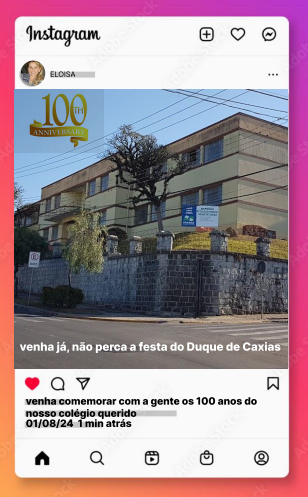 Instagram
ELOISA
100 TH
ANNIVERSARY
venha já, não perca a festa do Duque de Caxias
venha comemorar com a gente os 100 anos do
nosso colégio querido
01/08/24 1 min atrás